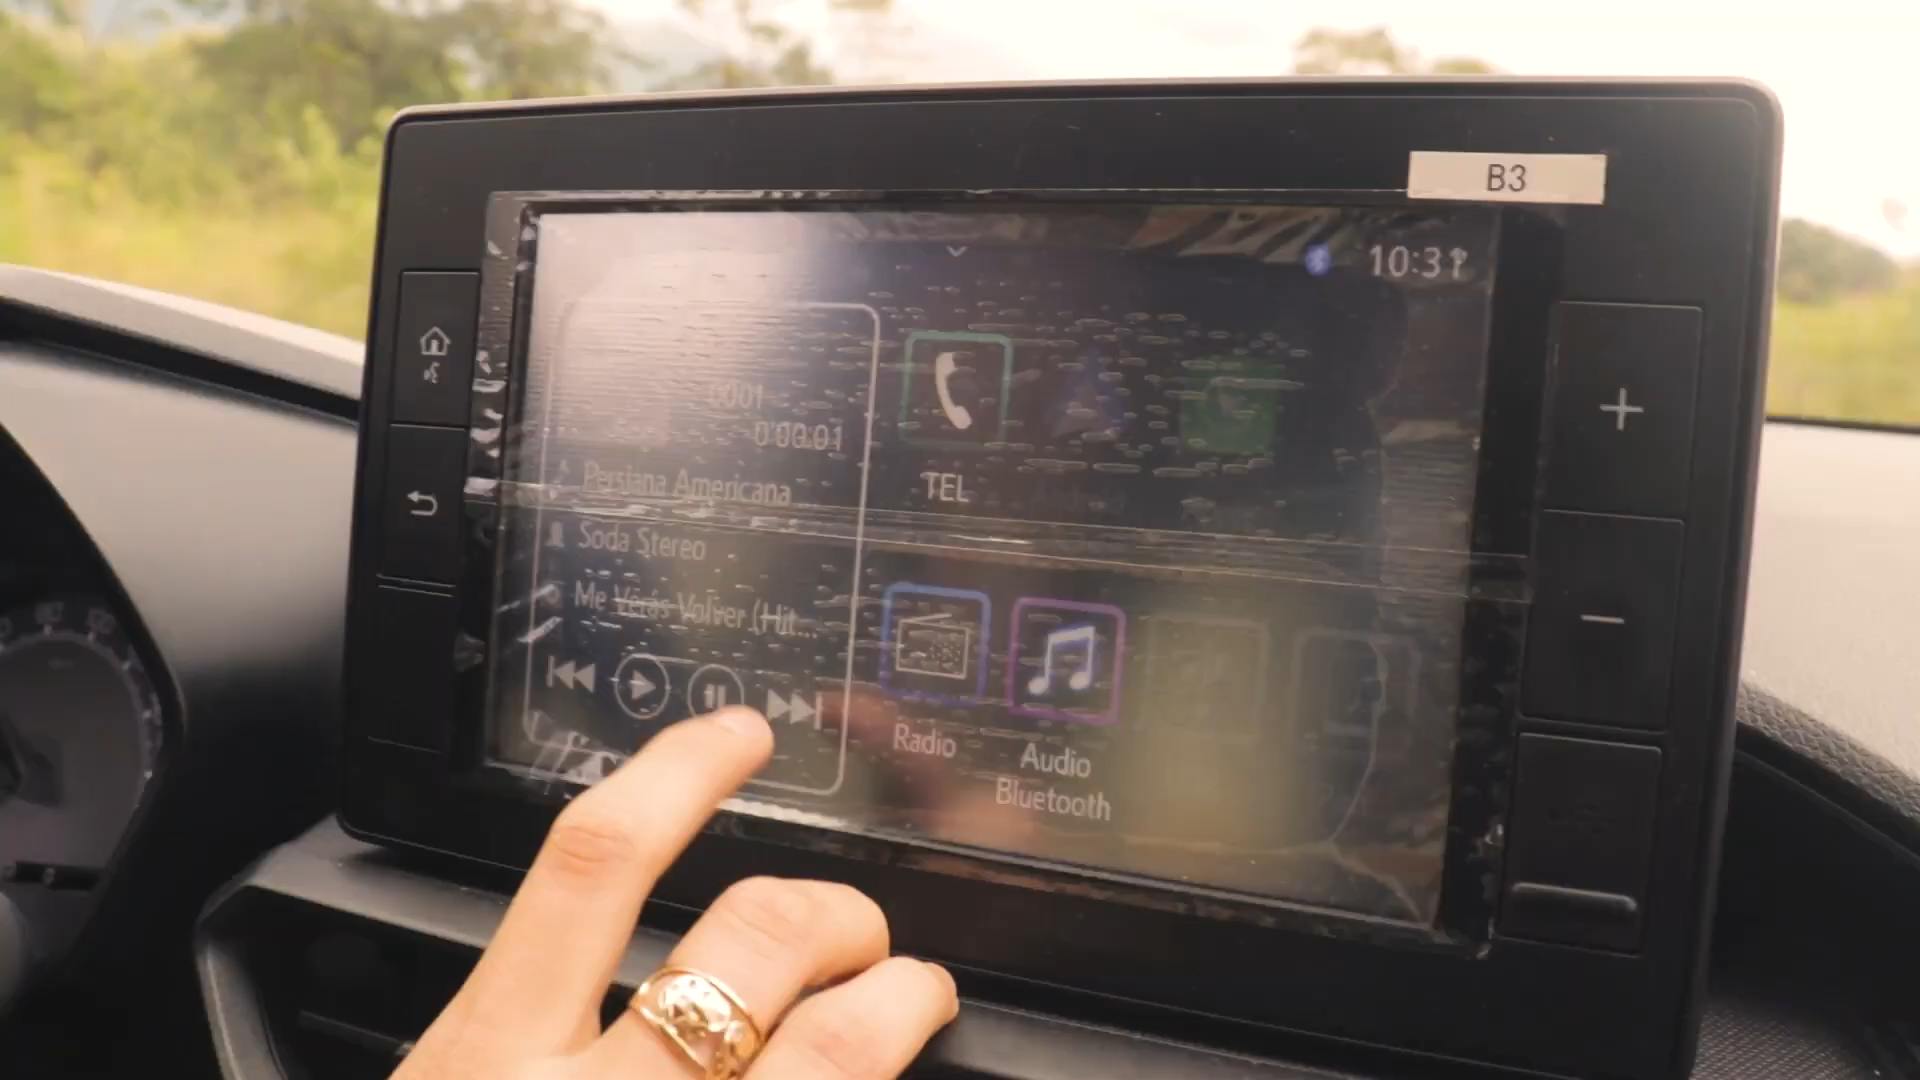 B3
10:31
0001
0'00:01
Persiana Americana
Soda Stereo
Me Verás Volver (Hit...
TEL
Radio
Audio
Bluetooth